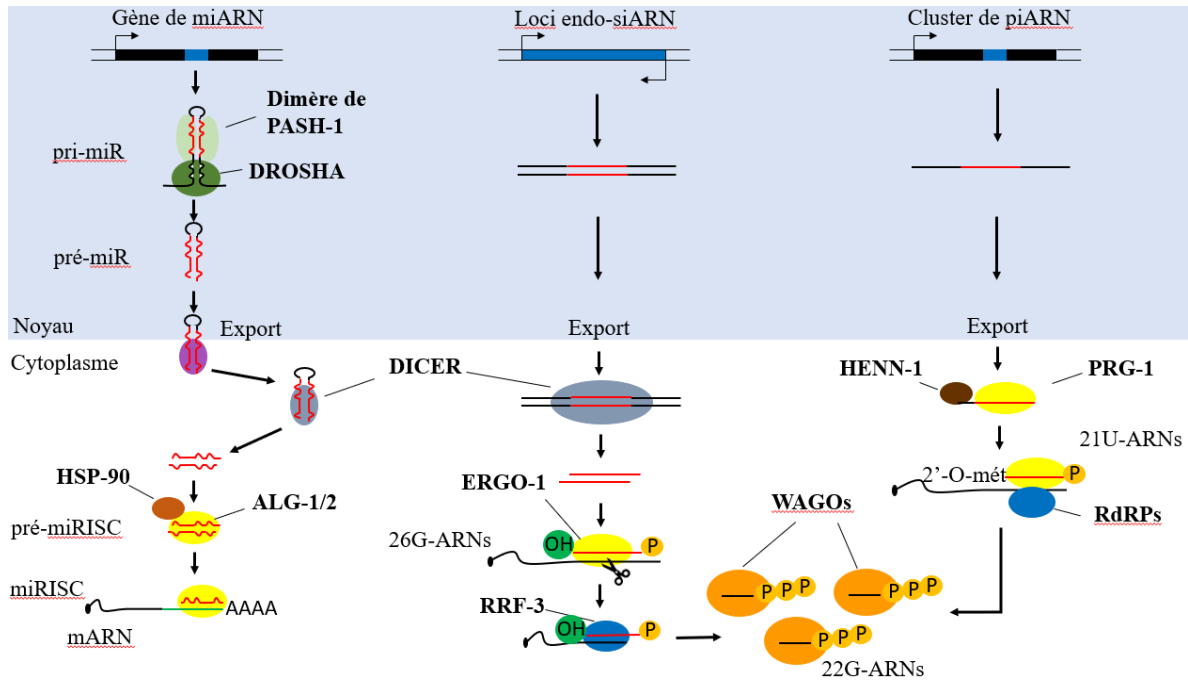 Gène de miARN
Loci endo-siARN
Cluster de piARN
Dimère de
PASH-1
pri-miR
DROSHA
pré-miR
Noyau
Export
Export
Export
Cytoplasme
DICER
HENN-1
PRG-1
21U-ARNs
HSP-90
ERGO-1
2'-O-mét
P
WAGOs
ALG-1/2
RdRPs
pré-miRISC
26G-ARNs
OH
P
miRISC
AAAA
P P P
P P P
mARN
RRF-3
OH
P
P P P
22G-ARNs